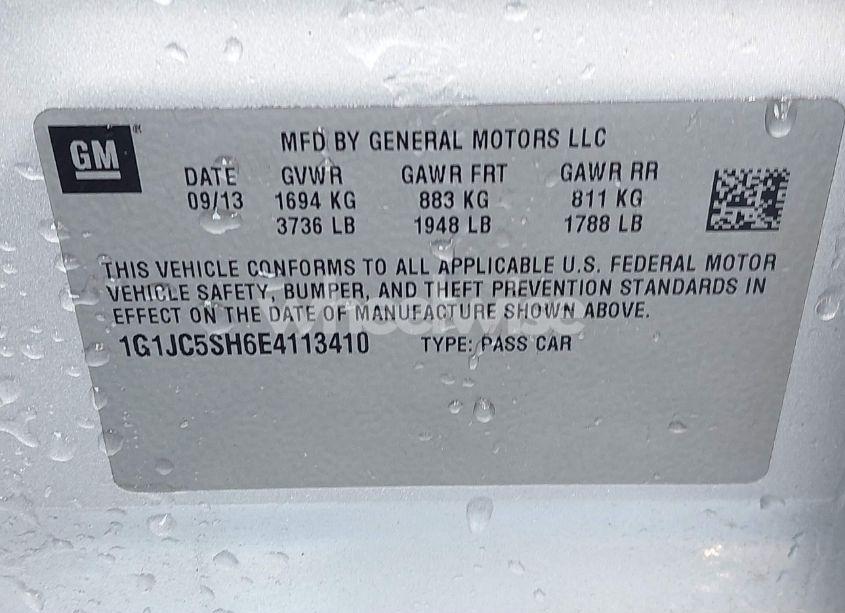 GM
MFD BY GENERAL MOTORS LLC
DATE GVWR GAWR FRT GAWR RR
09/13 1694 KG 883 KG 811 KG
3736 LB 1948 LB 1788 LB
THIS VEHICLE CONFORMS TO ALL APPLICABLE U.S. FEDERAL MOTOR
VEHICLE SAFETY, BUMPER, AND THEFT PREVENTION STANDARDS IN
EFFECT ON THE DATE OF MANUFACTURE SHOWN ABOVE.
wheelwise
1G1JC5SH6E4113410 TYPE: PASS CAR